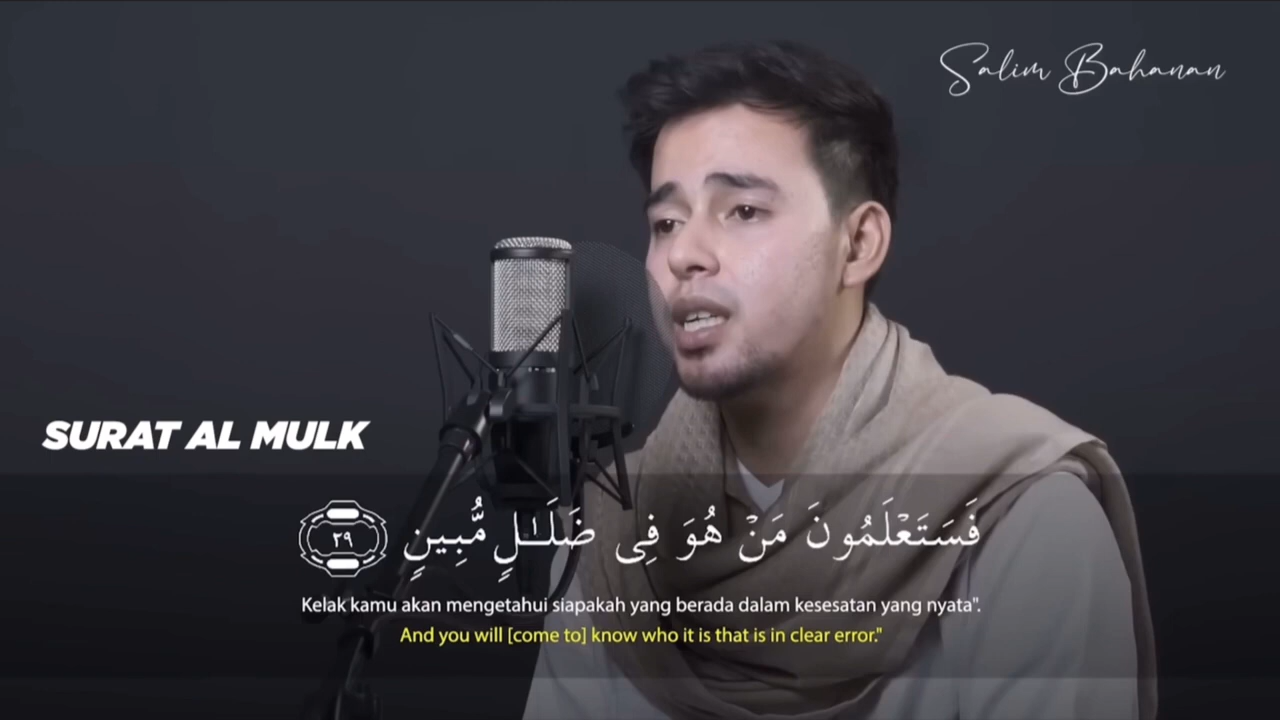 Salim Bahanan
SURAT AL MULK
فَسَتَعْلَمُونَ مَنْ هُوَ فِى ضَلَـٰلٍ مُّبِينٍ ٢٩
Kelak kamu akan mengetahui siapakah yang berada dalam kesesatan yang nyata".
And you will [come to] know who it is that is in clear error."